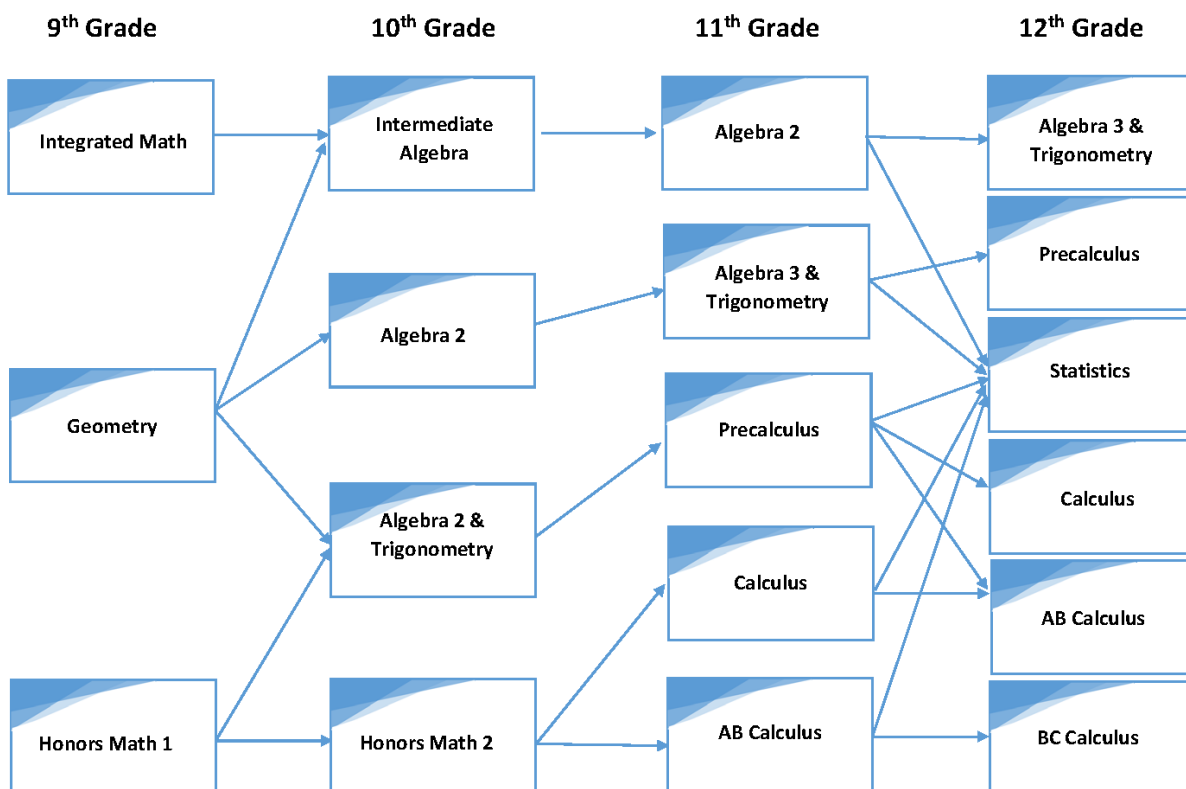 9th Grade
10th Grade
11th Grade
12th Grade
Integrated Math
Intermediate
Algebra
Algebra 2
Algebra 3 &
Trigonometry
Precalculus
Algebra 3 &
Trigonometry
Algebra 2
Statistics
Geometry
Precalculus
Calculus
Algebra 2 &
Trigonometry
Calculus
AB Calculus
Honors Math 1
Honors Math 2
AB Calculus
BC Calculus